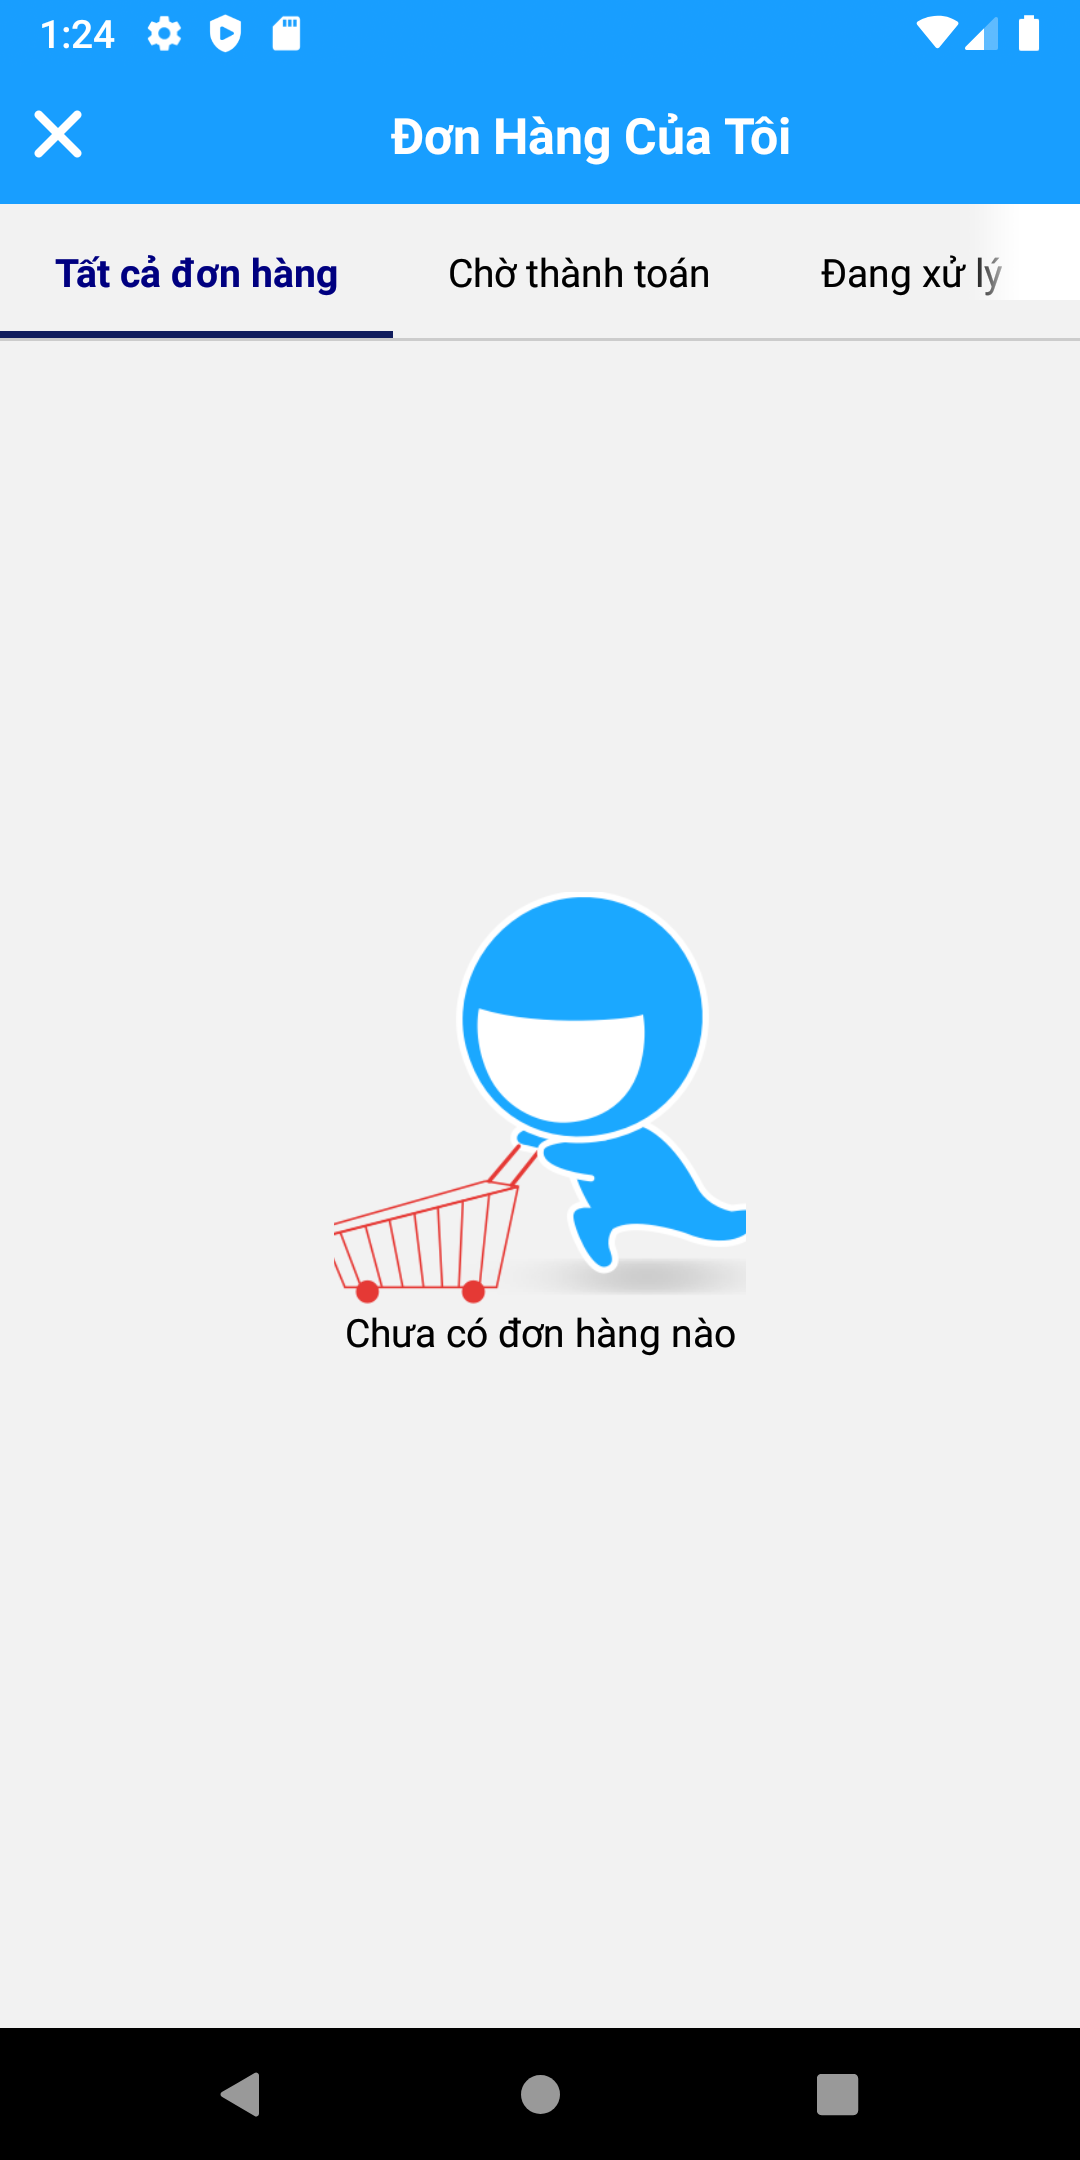 1:24
Đơn Hàng Của Tôi
Tất cả đơn hàng
Chờ thành toán
Đang xử lý
Chưa có đơn hàng nào